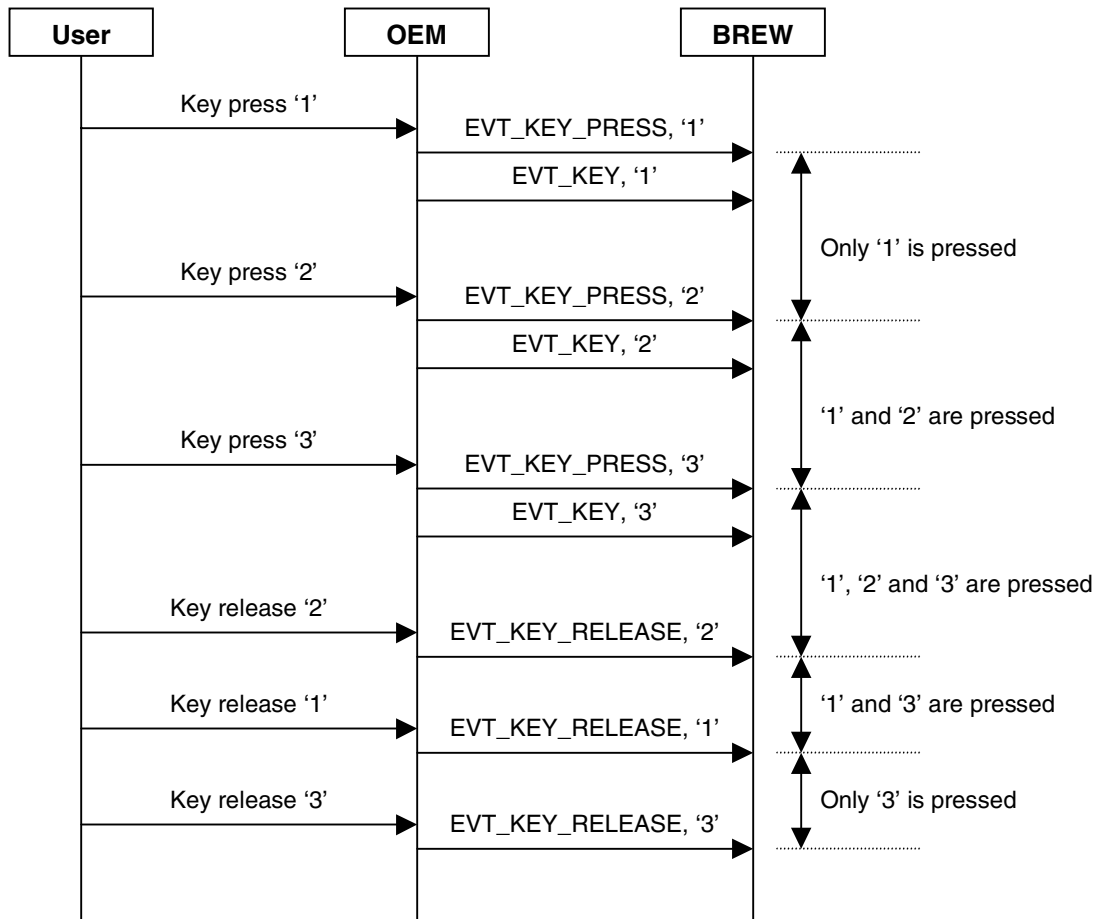 User
OEM
BREW
Key press ‘1’
EVT_KEY_PRESS, ‘1’
EVT_KEY, ‘1’
Only ‘1’ is pressed
Key press ‘2’
EVT_KEY_PRESS, ‘2’
EVT_KEY, ‘2’
‘1’ and ‘2’ are pressed
Key press ‘3’
EVT_KEY_PRESS, ‘3’
EVT_KEY, ‘3’
‘1’, ‘2’ and ‘3’ are pressed
Key release ‘2’
EVT_KEY_RELEASE, ‘2’
‘1’ and ‘3’ are pressed
Key release ‘1’
EVT_KEY_RELEASE, ‘1’
Only ‘3’ is pressed
Key release ‘3’
EVT_KEY_RELEASE, ‘3’